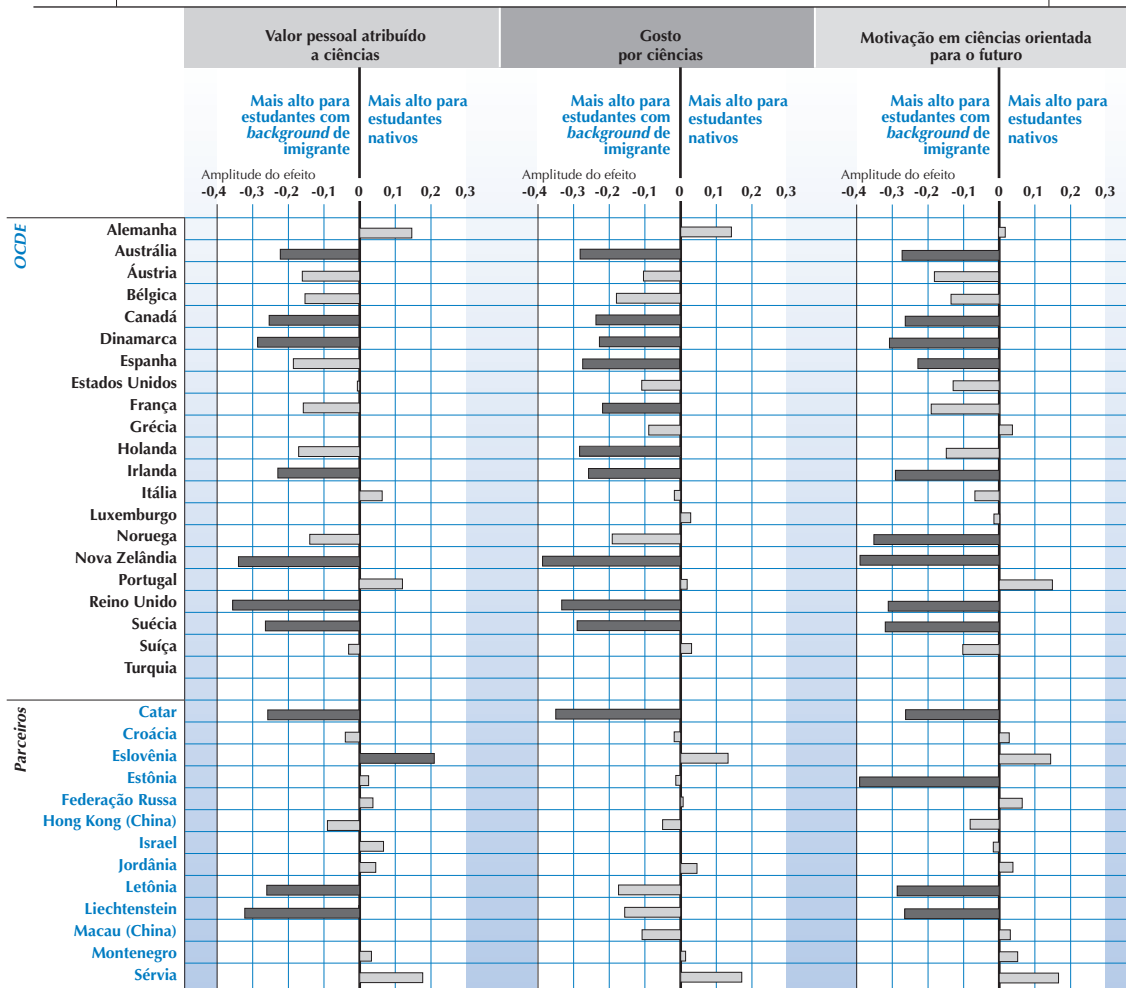 Valor pessoal atribuído
a ciências
Gosto
por ciências
Motivação em ciências orientada
para o futuro
Mais alto para
estudantes com
background de
imigrante
Mais alto para
estudantes
nativos
Mais alto para
estudantes com
background de
imigrante
Mais alto para
estudantes
nativos
Mais alto para
estudantes com
background de
imigrante
Mais alto para
estudantes
nativos
Amplitude do efeito
-0,4 -0,3 -0,2 -0,1 0 0,1 0,2 0,3
Amplitude do efeito
-0,4 -0,3 -0,2 -0,1 0 0,1 0,2 0,3
Amplitude do efeito
-0,4 -0,3 -0,2 -0,1 0 0,1 0,2 0,3
OCDE
Alemanha
Austrália
Áustria
Bélgica
Canadá
Dinamarca
Espanha
Estados Unidos
França
Grécia
Holanda
Irlanda
Itália
Luxemburgo
Noruega
Nova Zelândia
Portugal
Reino Unido
Suécia
Suíça
Turquia
Parceiros
Catar
Croácia
Eslovênia
Estônia
Federação Russa
Hong Kong (China)
Israel
Jordânia
Letônia
Liechtenstein
Macau (China)
Montenegro
Sérvia